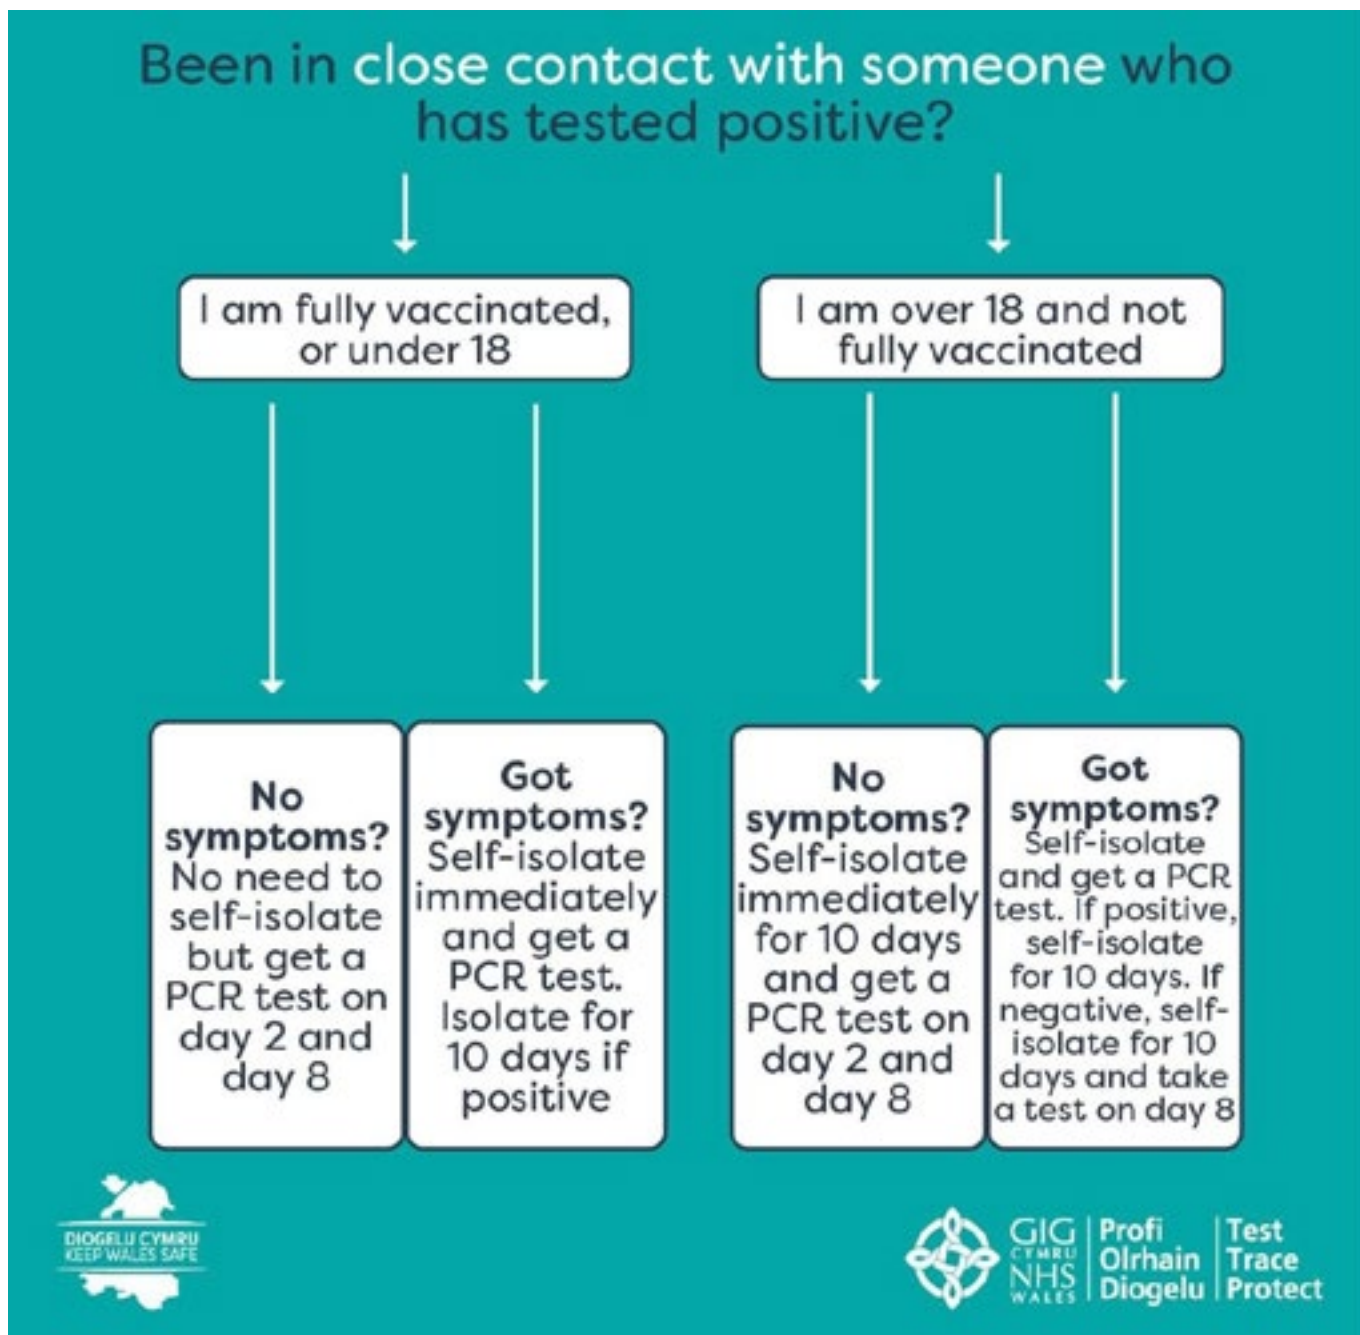 Been in close contact with someone who
has tested positive?
I am fully vaccinated,
or under 18
I am over 18 and not
fully vaccinated
No
symptoms?
No need to
self-isolate
but get a
PCR test on
day 2 and
day 8
Got
symptoms?
Self-isolate
immediately
and get a
PCR test.
Isolate for
10 days if
positive
No
symptoms?
Self-isolate
immediately
for 10 days
and get a
PCR test on
day 2 and
day 8
Got
symptoms?
Self-isolate
and get a PCR
test. If positive,
self-isolate
for 10 days. If
negative, self-
isolate for 10
days and take
a test on day 8
DIOGELU CYMRU
KEEP WALES SAFE
GIG
CYMRU
NHS
WALES
Profi
Olrhain
Diogelu
Test
Trace
Protect